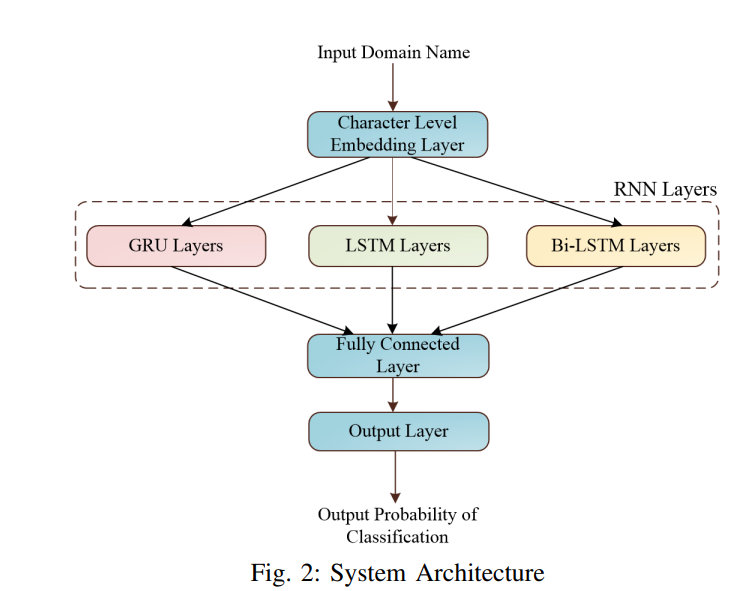 Input Domain Name
Character Level
Embedding Layer
RNN Layers
GRU Layers
LSTM Layers
Bi-LSTM Layers
Fully Connected
Layer
Output Layer
Output Probability of
Classification
Fig. 2: System Architecture